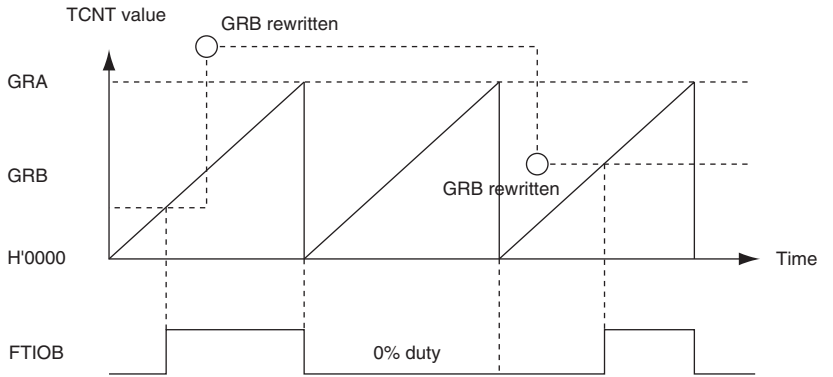 TCNT value
GRB rewritten
GRA
GRB
GRB rewritten
H'0000
Time
FTIOB
0% duty